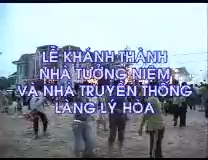 LỄ KHÁNH THÀNH
NHÀ TƯỞNG NIỆM
VÀ NHÀ TRUYỀN THỐNG
LÀNG LÝ HÒA